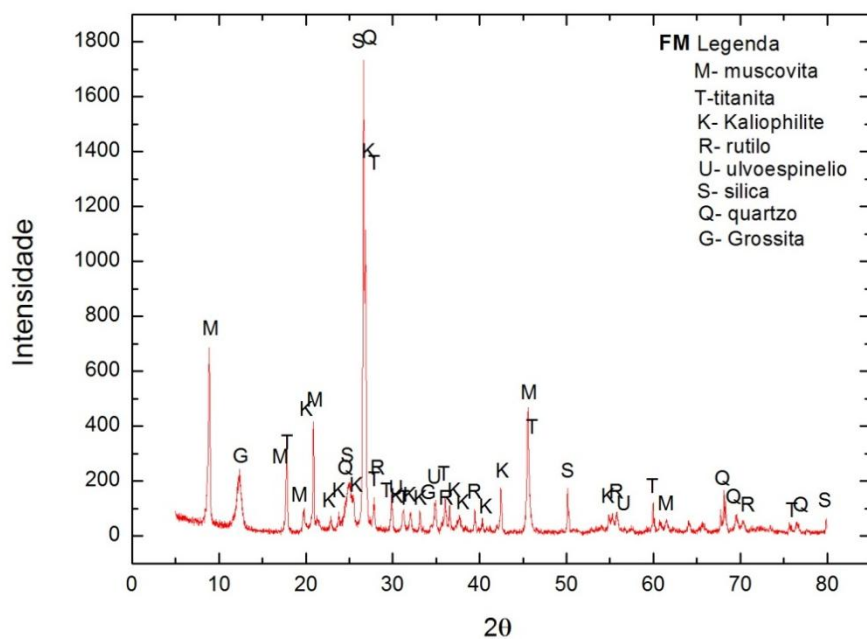 FM Legenda
M- muscovita
T-titanita
K- Kaliophilite
R- rutilo
U- ulvoespinelio
S- silica
Q- quartzo
G- Grossita
Intensidade
1800
1600
1400
1200
1000
800
600
400
200
0
S Q
K T
M
G
M T
M
K M
K
K
Q S
K
T R
T
U
K T K
K
G
U T
R K
K
R
K
K
M
T
S
K R
U
T
M
Q
Q
R
T Q
S
0 10 20 30 40 50 60 70 80
2θ